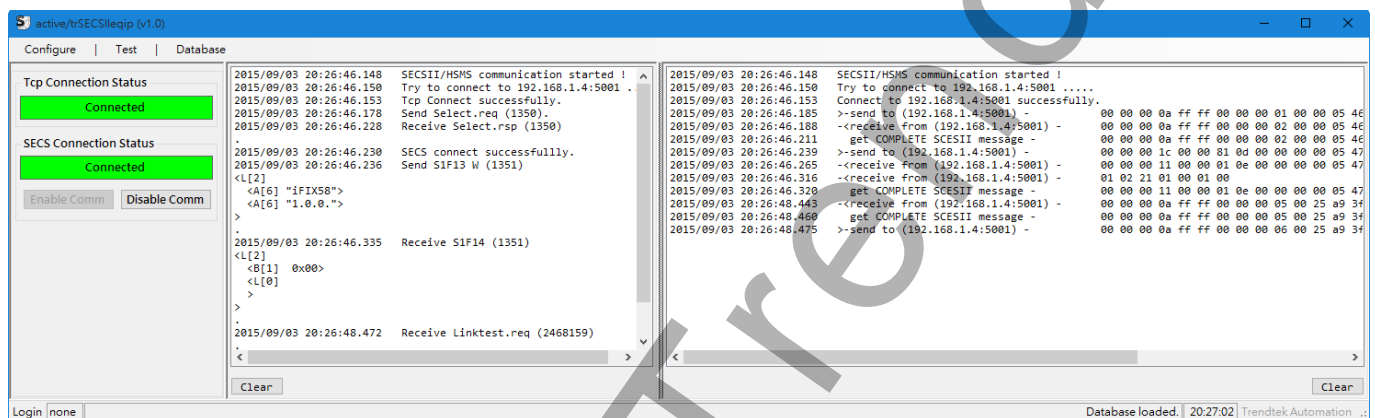 active/trSECSIIeqip (v1.0)
Configure | Test | Database
Tcp Connection Status
Connected
SECS Connection Status
Connected
Enable Comm Disable Comm
2015/09/03 20:26:46.148 SECSII/HSMS communication started !
2015/09/03 20:26:46.150 Try to connect to 192.168.1.4:5001 ..
2015/09/03 20:26:46.153 Tcp Connect successfully.
2015/09/03 20:26:46.178 Send Select.req (1350).
2015/09/03 20:26:46.228 Receive Select.rsp (1350)
.
2015/09/03 20:26:46.230 SECS connect successfullly.
2015/09/03 20:26:46.236 Send S1F13 W (1351)
<L[2]
<A[6] "iFIX58">
<A[6] "1.0.0.">
>
.
2015/09/03 20:26:46.335 Receive S1F14 (1351)
<L[2]
<B[1] 0x00>
<L[0]
>
>
.
2015/09/03 20:26:48.472 Receive Linktest.req (2468159)
.
Clear
2015/09/03 20:26:46.148 SECSII/HSMS communication started !
2015/09/03 20:26:46.150 Try to connect to 192.168.1.4:5001 .....
2015/09/03 20:26:46.153 Connect to 192.168.1.4:5001 successfully.
2015/09/03 20:26:46.185 >-send to (192.168.1.4:5001) - 00 00 00 0a ff ff 00 00 00 01 00 00 05 46
2015/09/03 20:26:46.188 -<receive from (192.168.1.4:5001) - 00 00 00 0a ff ff 00 00 00 02 00 00 05 46
2015/09/03 20:26:46.211 get COMPLETE SCESII message - 00 00 00 0a ff ff 00 00 00 02 00 00 05 46
2015/09/03 20:26:46.239 >-send to (192.168.1.4:5001) - 00 00 00 1c 00 00 81 0d 00 00 00 00 05 47
2015/09/03 20:26:46.265 -<receive from (192.168.1.4:5001) - 00 00 00 11 00 00 01 0e 00 00 00 00 05 47
2015/09/03 20:26:46.316 -<receive from (192.168.1.4:5001) - 01 02 21 01 00 01 00
2015/09/03 20:26:46.320 get COMPLETE SCESII message - 00 00 00 11 00 00 01 0e 00 00 00 00 05 47
2015/09/03 20:26:48.443 -<receive from (192.168.1.4:5001) - 00 00 00 0a ff ff 00 00 00 05 00 25 a9 3f
2015/09/03 20:26:48.460 get COMPLETE SCESII message - 00 00 00 0a ff ff 00 00 00 05 00 25 a9 3f
2015/09/03 20:26:48.475 >-send to (192.168.1.4:5001) - 00 00 00 0a ff ff 00 00 00 06 00 25 a9 3f
Clear
Login none
Database loaded. 20:27:02 Trendtek Automation
Trend